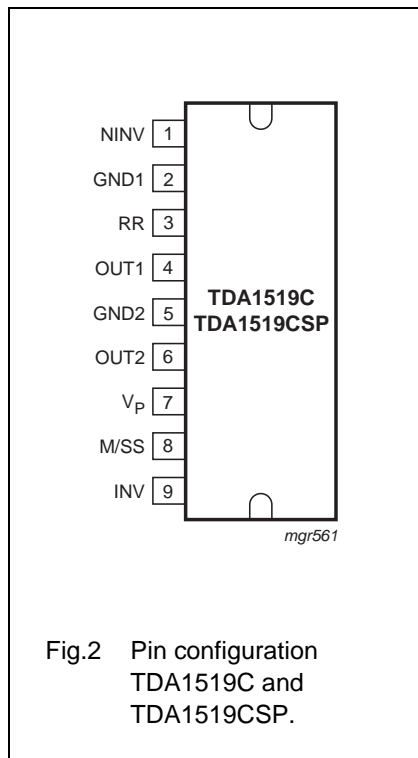 NINV 1
GND1 2
RR 3
OUT1 4
GND2 5
OUT2 6
VP 7
M/SS 8
INV 9
TDA1519C
TDA1519CSP
mgr561
Fig.2 Pin configuration
TDA1519C and
TDA1519CSP.